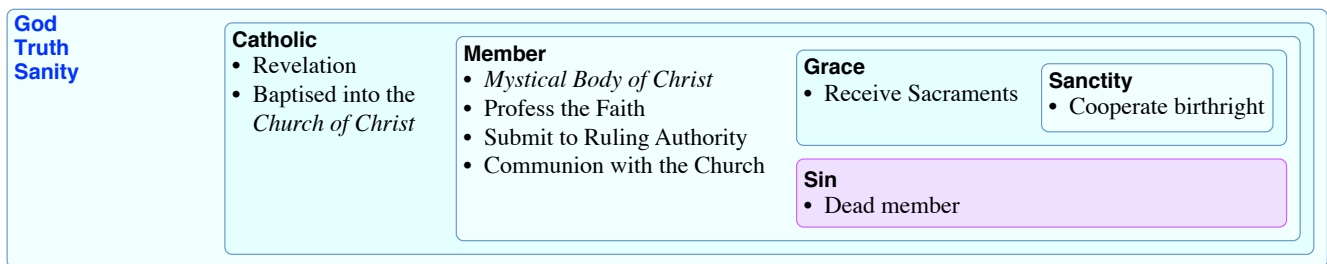 God
Truth
Sanity
Catholic
• Revelation
• Baptised into the
Church of Christ
Member
• Mystical Body of Christ
• Profess the Faith
• Submit to Ruling Authority
• Communion with the Church
Grace
• Receive Sacraments
Sanctity
• Cooperate birthright
Sin
• Dead member